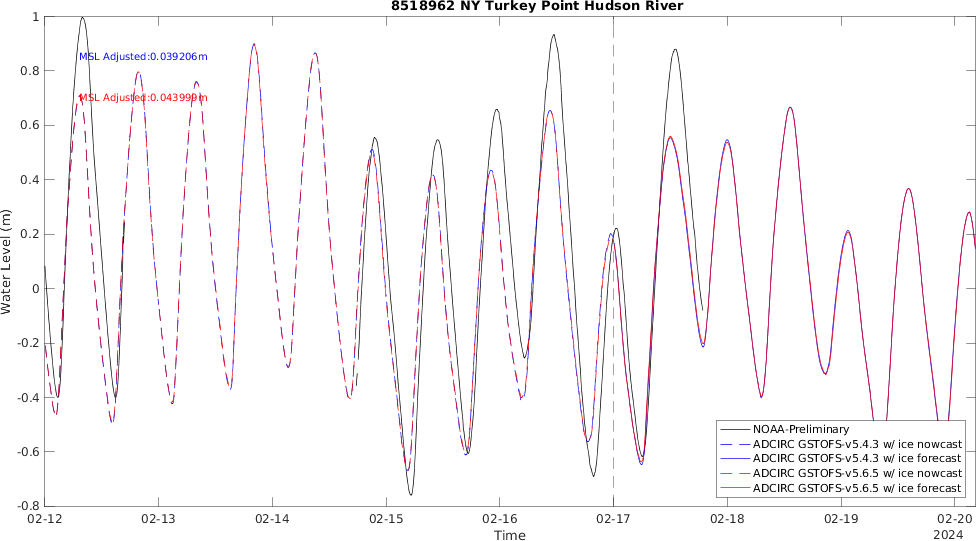 8518962 NY Turkey Point Hudson River
1
MSL Adjusted:0.039206m
0.8
MSL Adjusted:0.043999m
0.6
0.4
0.2
0
-0.2
-0.4
-0.6
-0.8
Water Level (m)
NOAA-Preliminary
ADCIRC GSTOFS-v5.4.3 w/ ice nowcast
ADCIRC GSTOFS-v5.4.3 w/ ice forecast
ADCIRC GSTOFS-v5.6.5 w/ ice nowcast
ADCIRC GSTOFS-v5.6.5 w/ ice forecast
02-12 02-13 02-14 02-15 02-16 02-17 02-18 02-19 02-20
Time 2024